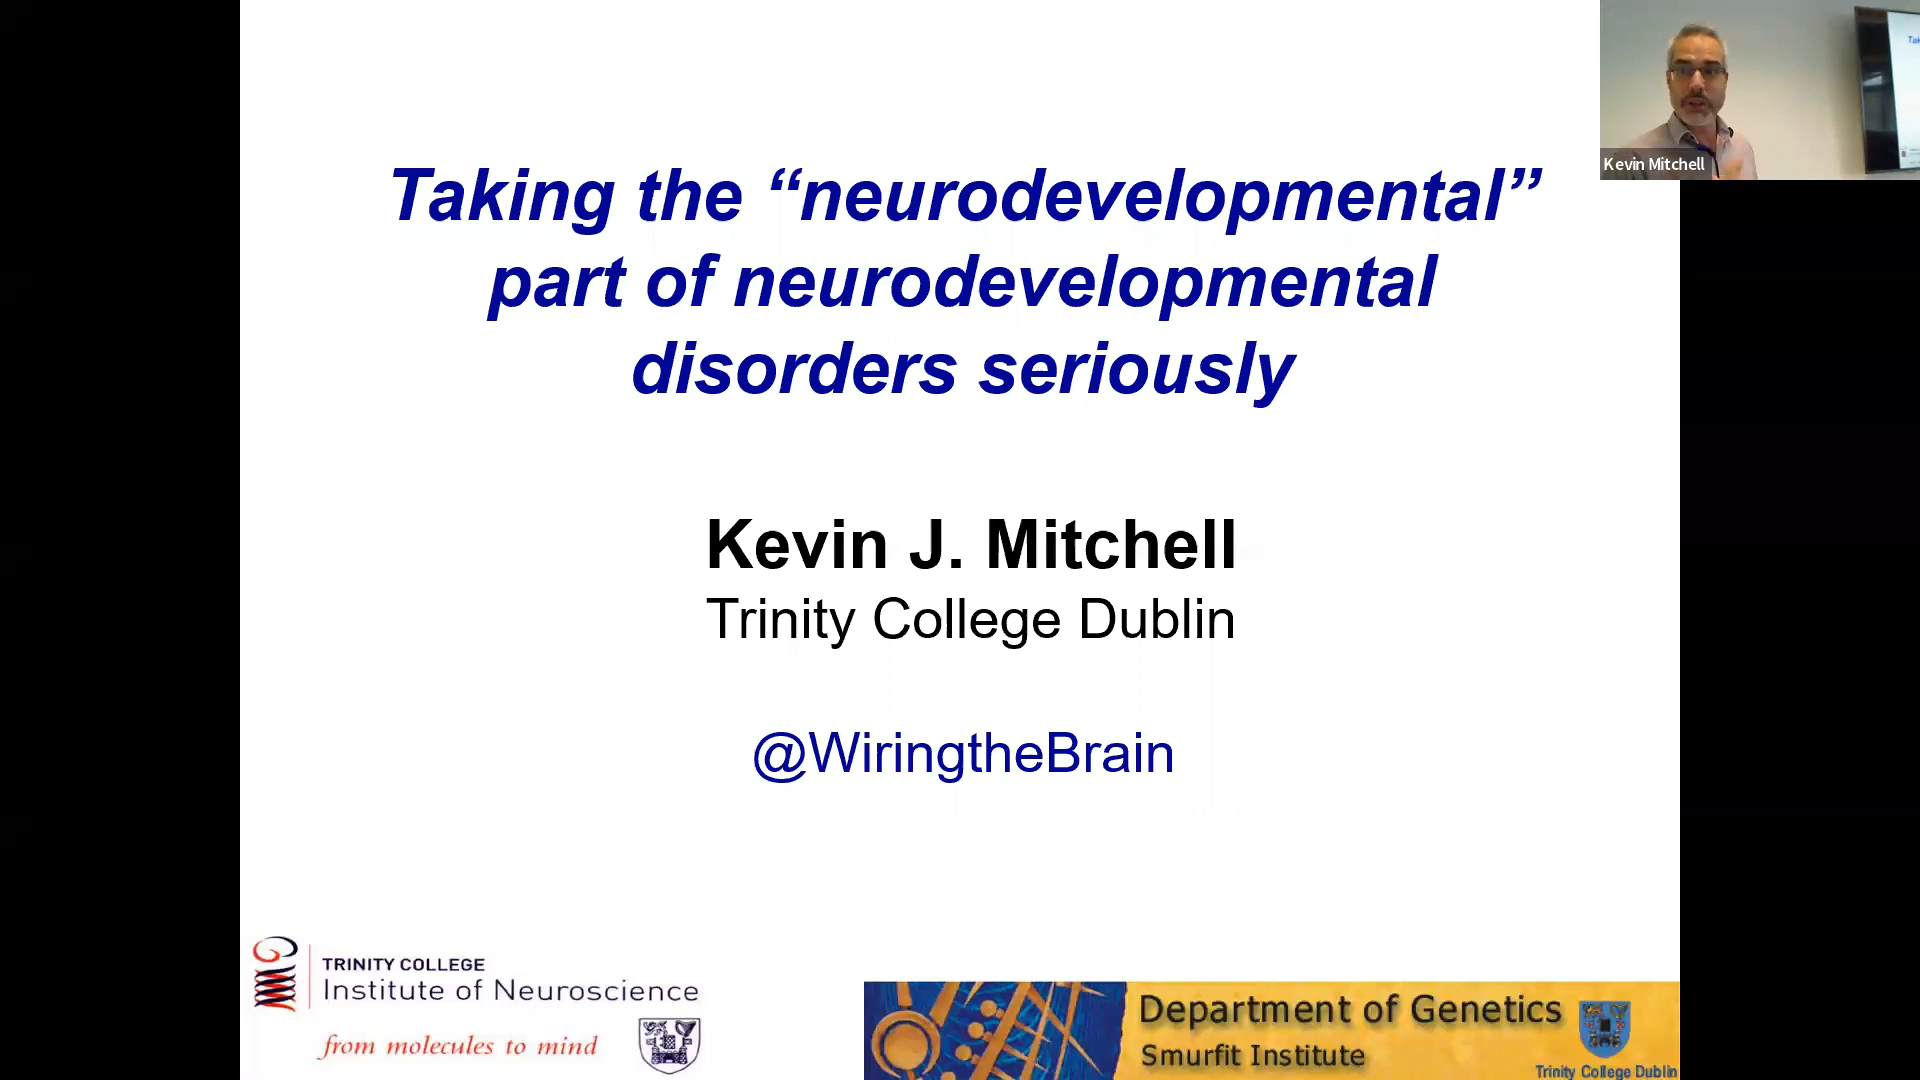 Taking the “neurodevelopmental”
part of neurodevelopmental
disorders seriously
Kevin J. Mitchell
Trinity College Dublin
@WiringtheBrain
Kevin Mitchell
TRINITY COLLEGE
Institute of Neuroscience
from molecules to mind
Department of Genetics
Smurfit Institute
Trinity College Dublin